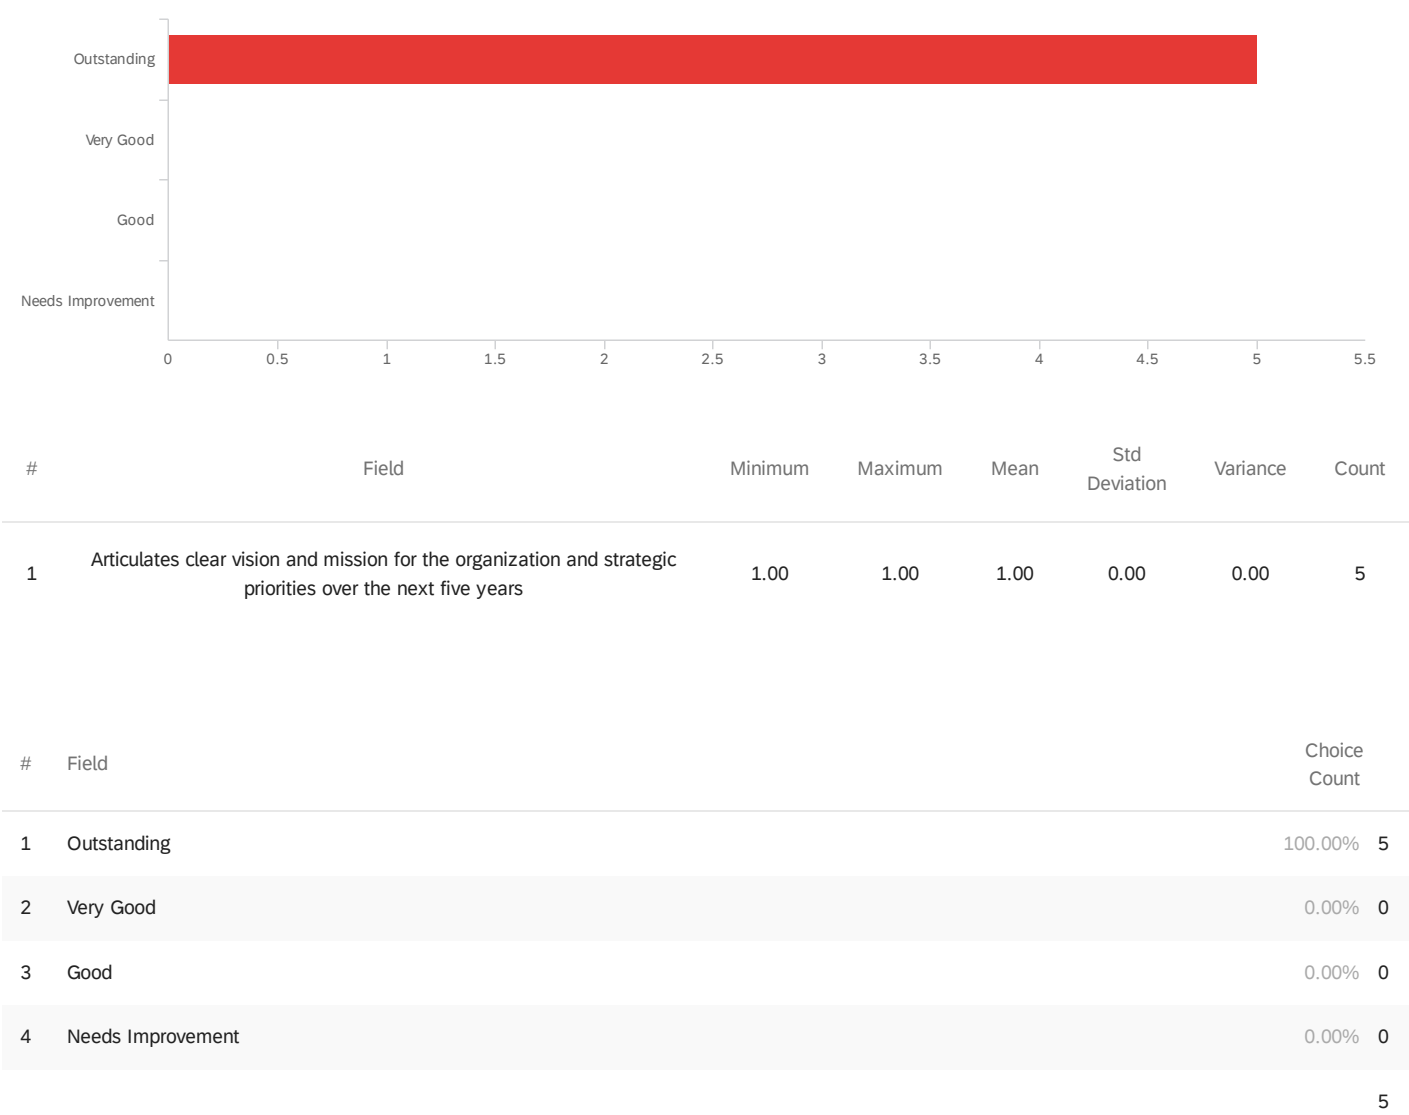 Outstanding
Very Good
Good
Needs Improvement
0 0.5 1 1.5 2 2.5 3 3.5 4 4.5 5 5.5
# Field Minimum Maximum Mean Std Deviation Variance Count
1 Articulates clear vision and mission for the organization and strategic priorities over the next five years 1.00 1.00 1.00 0.00 0.00 5
# Field Choice Count
1 Outstanding 100.00% 5
2 Very Good 0.00% 0
3 Good 0.00% 0
4 Needs Improvement 0.00% 0
5